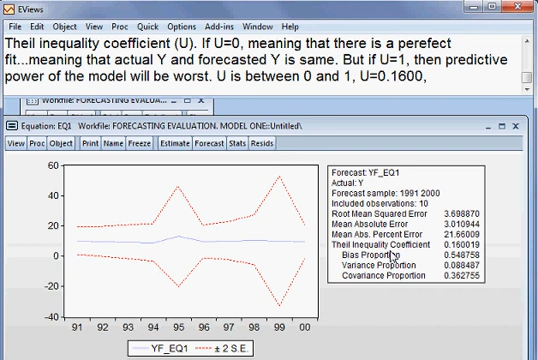 EViews
File Edit Object View Proc Quick Options Add-ins Window Help
Theil inequality coefficient (U). If U=0, meaning that there is a perefect
fit...meaning that actual Y and forecasted Y is same. But if U=1, then predictive
power of the model will be worst. U is between 0 and 1, U=0.1600,
Workfile: FORECASTING EVALUA...
Equation: EQ1 Workfile: FORECASTING EVALUATION. MODEL ONE::Untitled\
View Proc Object Print Name Freeze Estimate Forecast Stats Resids
60
40
20
0
-20
-40
91 92 93 94 95 96 97 98 99 00
YF_EQ1 ± 2 S.E.
Forecast: YF_EQ1
Actual: Y
Forecast sample: 1991 2000
Included observations: 10
Root Mean Squared Error 3.698870
Mean Absolute Error 3.010944
Mean Abs. Percent Error 21.66009
Theil Inequality Coefficient 0.160019
Bias Proportion 0.548758
Variance Proportion 0.088487
Covariance Proportion 0.362755